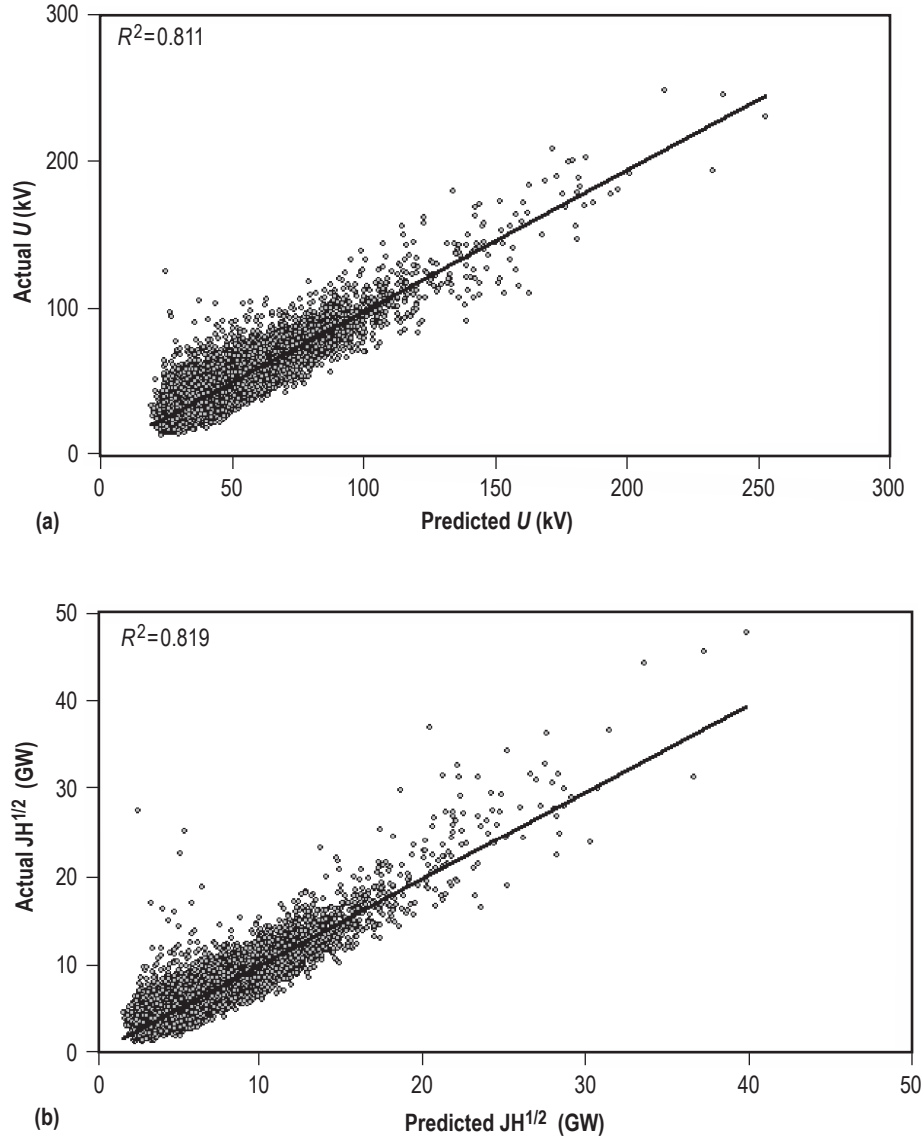 300
R²=0.811
200
Actual U (kV)
100
0
0 50 100 150 200 250 300
Predicted U (kV)
(a)
50
R²=0.819
40
30
Actual JH¹/² (GW)
20
10
0
0 10 20 30 40 50
Predicted JH¹/² (GW)
(b)